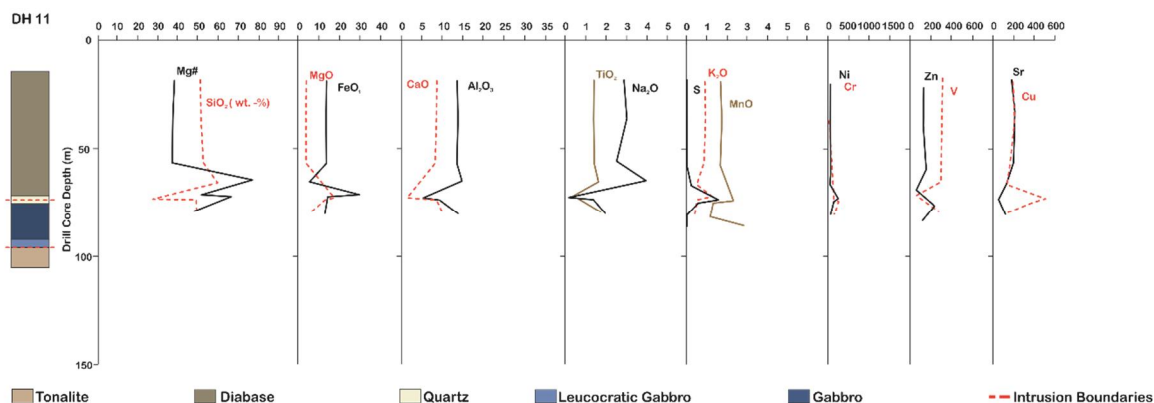 DH 11
0 10 20 30 40 50 60 70 80 90 100
0 10 20 30 40 50
0 5 10 15 20 25 30 35
0 1 2 3 4 5 6
0 1 2 3 4 5 6
0 500 1000 1500
0 200 400 600
0 200 400 600
0
50
100
150
Drill Core Depth (m)
Mg#
SiO₂ ( wt. -%)
MgO
FeOₜ
CaO
Al₂O₃
TiO₂
Na₂O
S
K₂O
MnO
Ni
Cr
Zn
V
Sr
Cu
Tonalite
Diabase
Quartz
Leucocratic Gabbro
Gabbro
Intrusion Boundaries